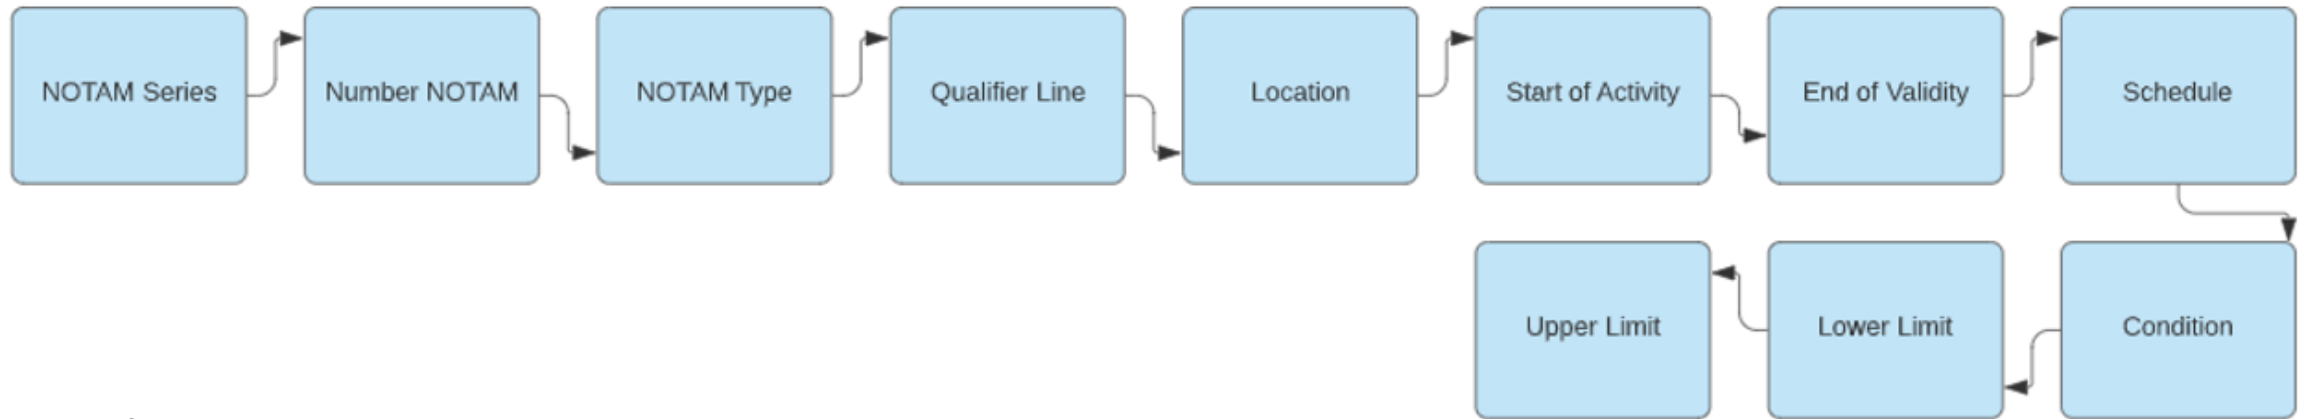 NOTAM Series
Number NOTAM
NOTAM Type
Qualifier Line
Location
Start of Activity
End of Validity
Schedule
Condition
Lower Limit
Upper Limit